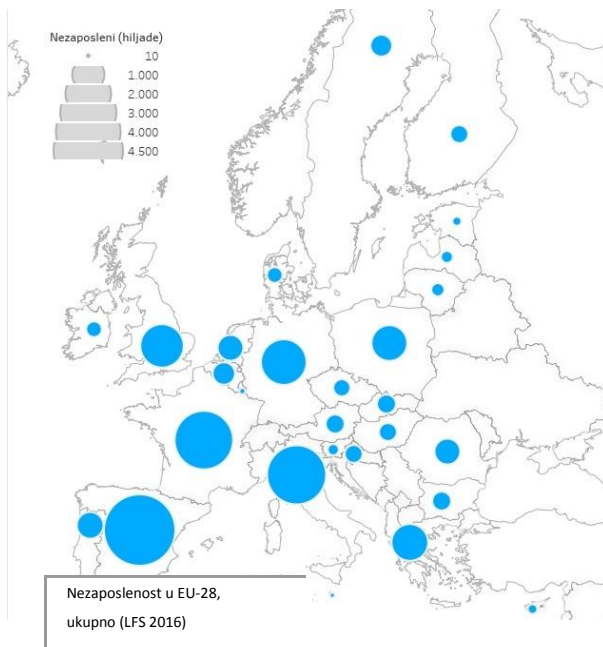 Nezaposleni (hiljade)
10
1.000
2.000
3.000
4.000
4.500
Nezaposlenost u EU-28,
ukupno (LFS 2016)